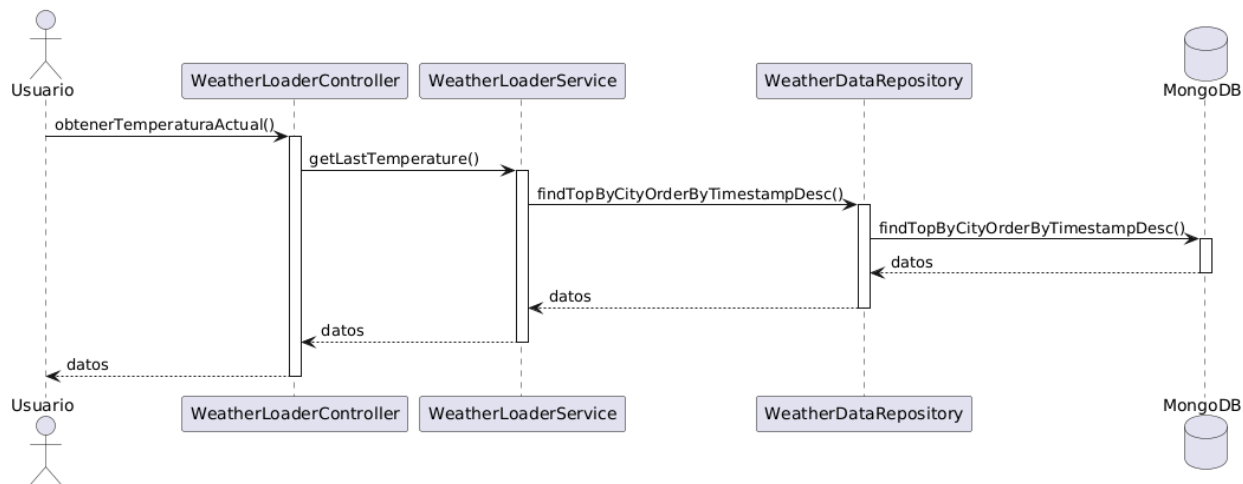 Usuario
WeatherLoaderController
WeatherLoaderService
WeatherDataRepository
MongoDB
obtenerTemperaturaActual()
getLastTemperature()
findTopByCityOrderByTimestampDesc()
findTopByCityOrderByTimestampDesc()
datos
datos
datos
datos
Usuario
WeatherLoaderController
WeatherLoaderService
WeatherDataRepository
MongoDB